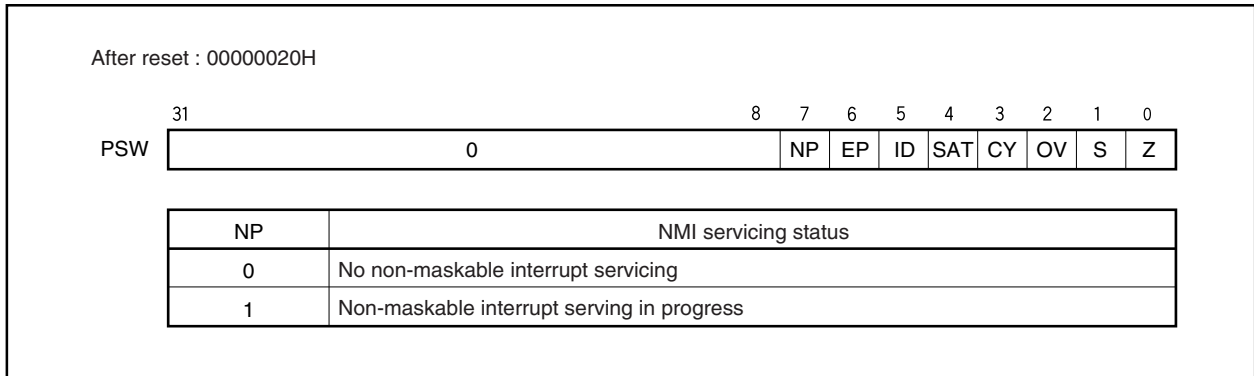 After reset : 00000020H
31 8 7 6 5 4 3 2 1 0
PSW 0 NP EP ID SAT CY OV S Z
NP NMI servicing status
0 No non-maskable interrupt servicing
1 Non-maskable interrupt serving in progress